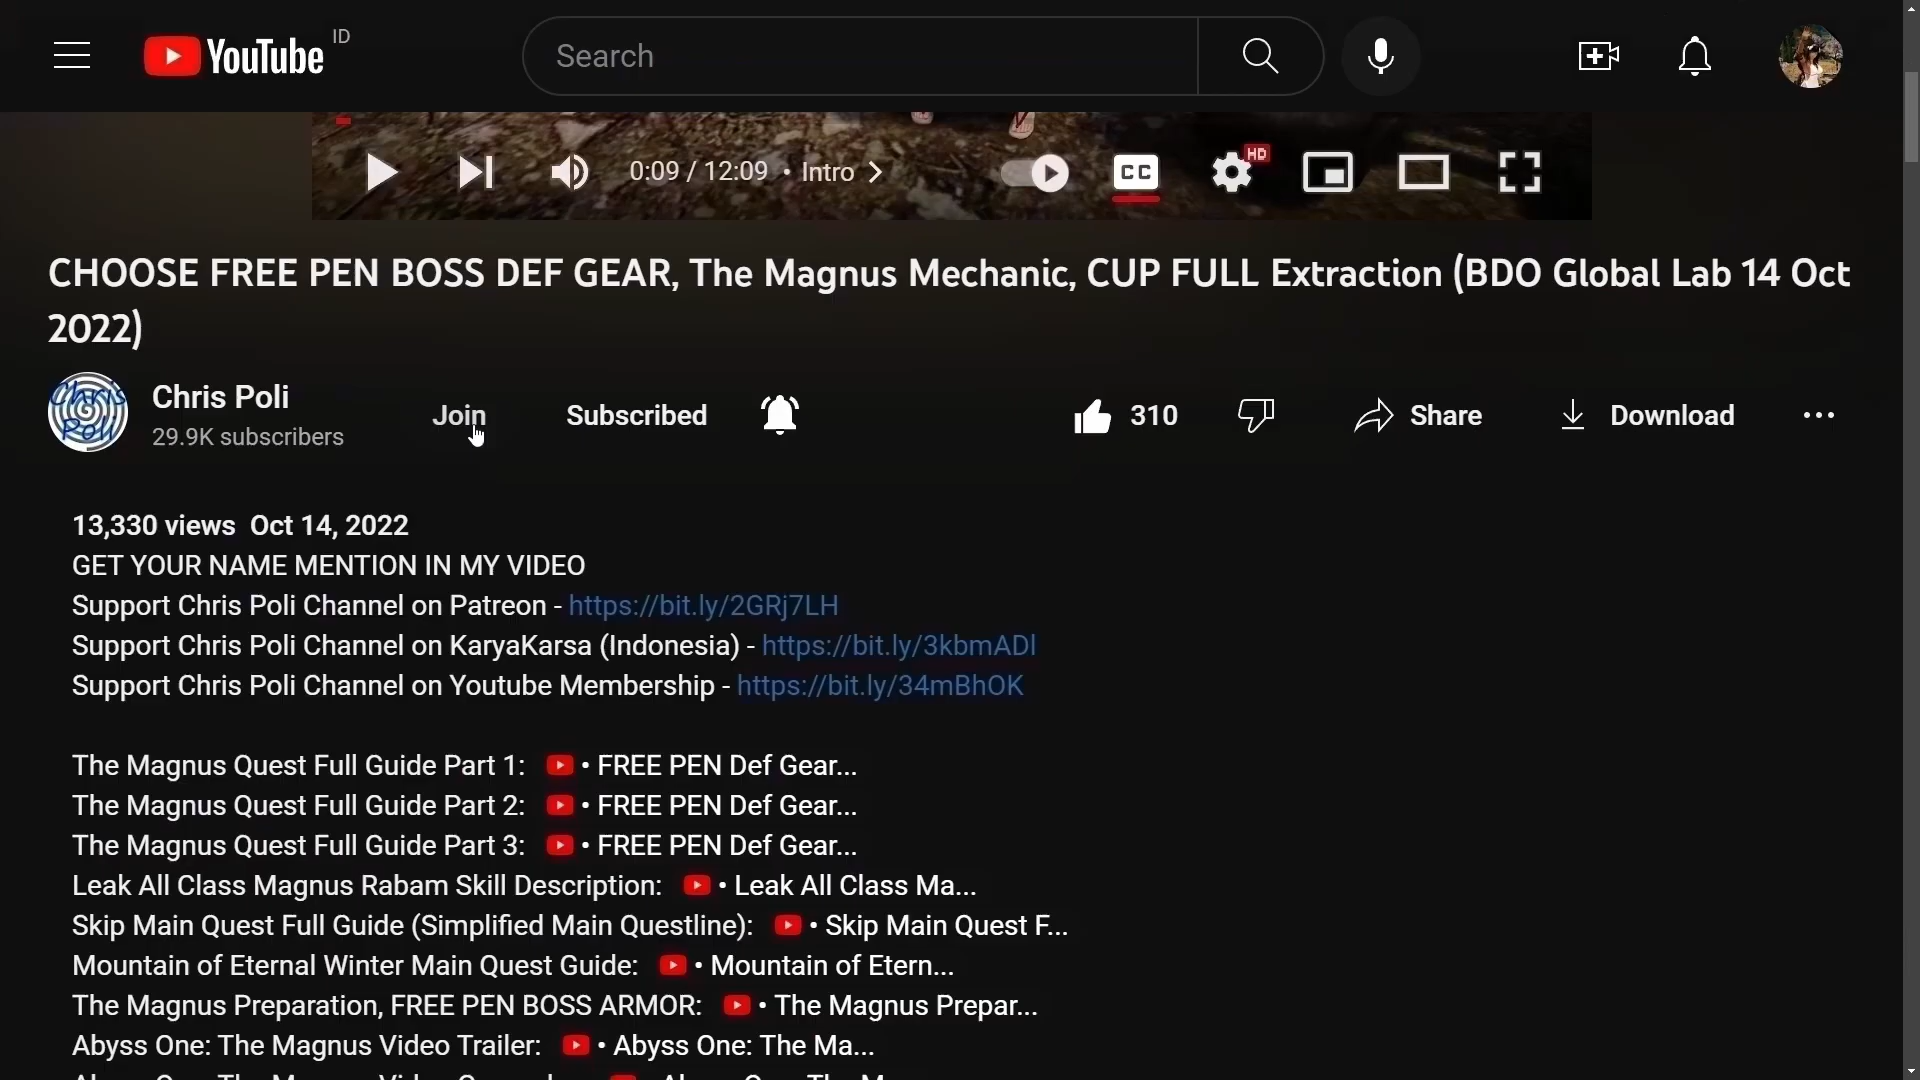 YouTube ID
Search
0:09 / 12:09 • Intro
CC
HD
CHOOSE FREE PEN BOSS DEF GEAR, The Magnus Mechanic, CUP FULL Extraction (BDO Global Lab 14 Oct
2022)
Chris Poli
Chris Poli
29.9K subscribers
Join
Subscribed
310
Share
Download
13,330 views Oct 14, 2022
GET YOUR NAME MENTION IN MY VIDEO
Support Chris Poli Channel on Patreon - https://bit.ly/2GRj7LH
Support Chris Poli Channel on KaryaKarsa (Indonesia) - https://bit.ly/3kbmADl
Support Chris Poli Channel on Youtube Membership - https://bit.ly/34mBhOK
The Magnus Quest Full Guide Part 1: • FREE PEN Def Gear...
The Magnus Quest Full Guide Part 2: • FREE PEN Def Gear...
The Magnus Quest Full Guide Part 3: • FREE PEN Def Gear...
Leak All Class Magnus Rabam Skill Description: • Leak All Class Ma...
Skip Main Quest Full Guide (Simplified Main Questline): • Skip Main Quest F...
Mountain of Eternal Winter Main Quest Guide: • Mountain of Etern...
The Magnus Preparation, FREE PEN BOSS ARMOR: • The Magnus Prepar...
Abyss One: The Magnus Video Trailer: • Abyss One: The Ma...